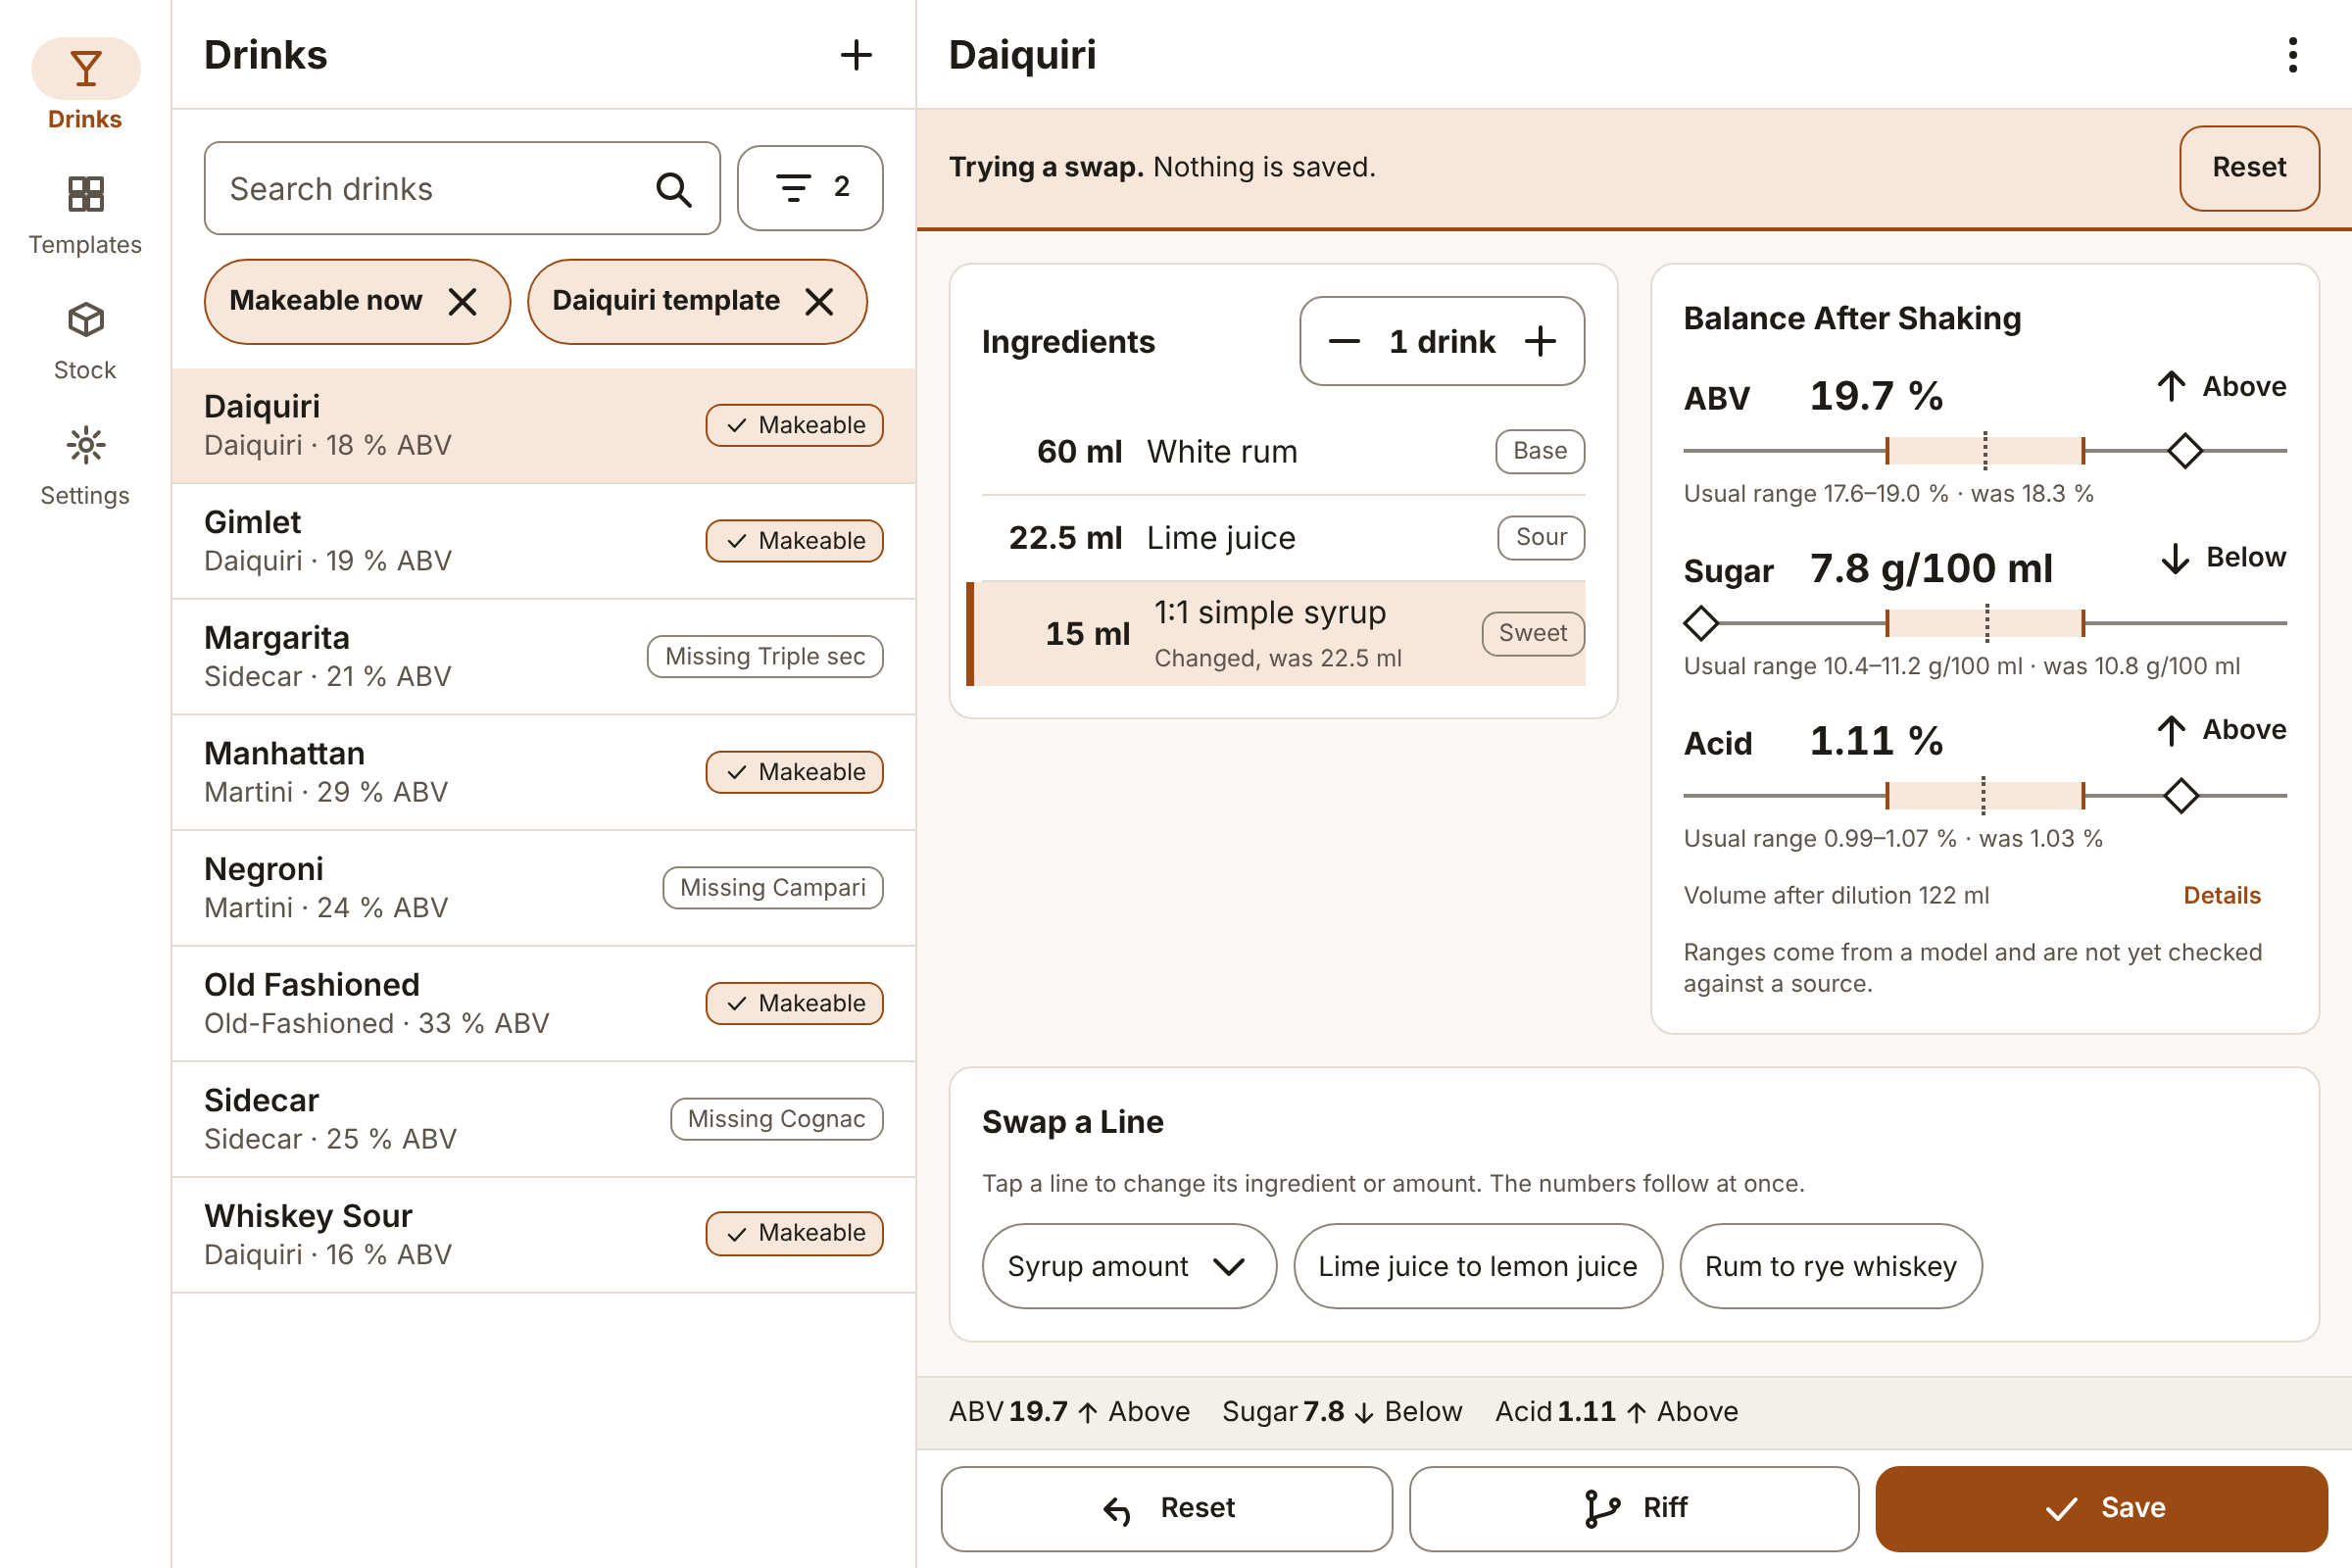 Drinks
Templates
Stock
Settings
Drinks
Search drinks
2
Makeable now
Daiquiri template
Daiquiri
Daiquiri · 18 % ABV
Makeable
Gimlet
Daiquiri · 19 % ABV
Makeable
Margarita
Sidecar · 21 % ABV
Missing Triple sec
Manhattan
Martini · 29 % ABV
Makeable
Negroni
Martini · 24 % ABV
Missing Campari
Old Fashioned
Old-Fashioned · 33 % ABV
Makeable
Sidecar
Sidecar · 25 % ABV
Missing Cognac
Whiskey Sour
Daiquiri · 16 % ABV
Makeable
Daiquiri
Trying a swap. Nothing is saved.
Reset
Ingredients
1 drink
60 ml White rum Base
22.5 ml Lime juice Sour
15 ml 1:1 simple syrup Sweet
Changed, was 22.5 ml
Balance After Shaking
ABV 19.7 % Above
Usual range 17.6–19.0 % · was 18.3 %
Sugar 7.8 g/100 ml Below
Usual range 10.4–11.2 g/100 ml · was 10.8 g/100 ml
Acid 1.11 % Above
Usual range 0.99–1.07 % · was 1.03 %
Volume after dilution 122 ml
Details
Ranges come from a model and are not yet checked
against a source.
Swap a Line
Tap a line to change its ingredient or amount. The numbers follow at once.
Syrup amount
Lime juice to lemon juice
Rum to rye whiskey
ABV 19.7 ↑ Above Sugar 7.8 ↓ Below Acid 1.11 ↑ Above
Reset
Riff
Save